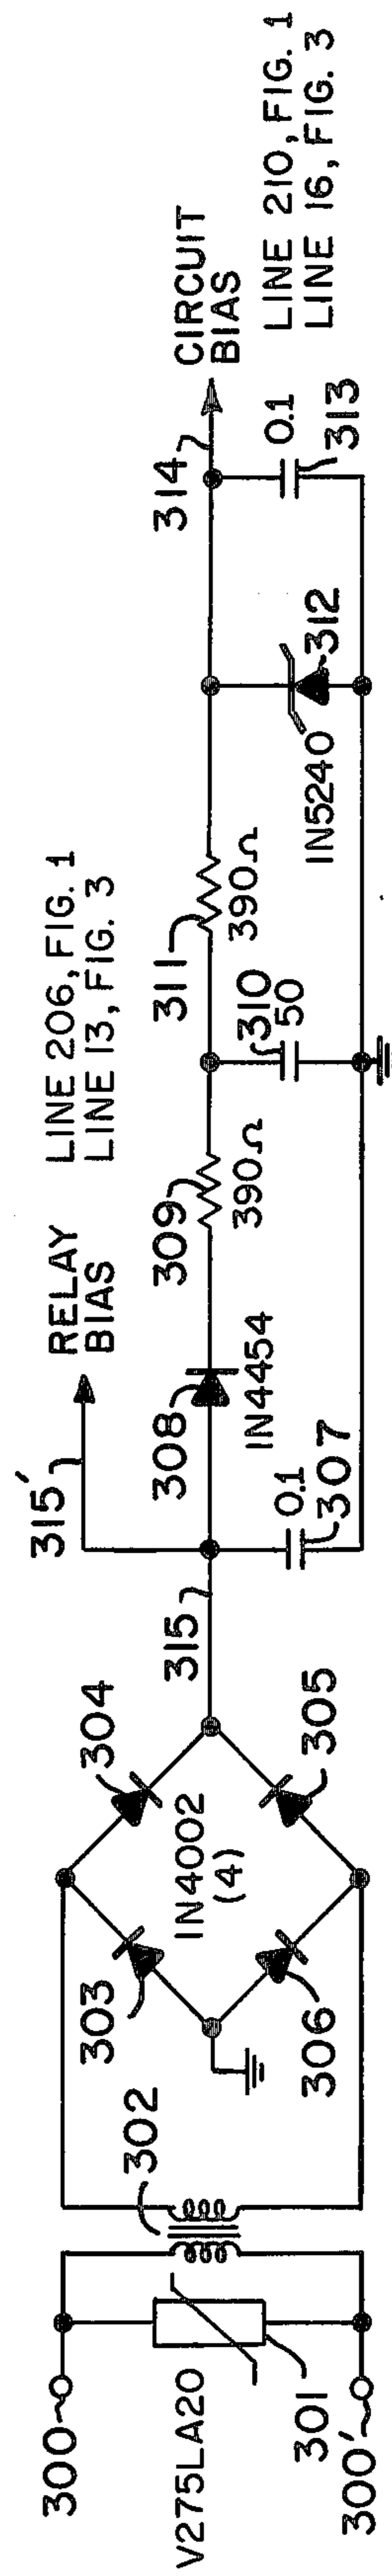 300
300'
V275LA20
301
302
303
304
IN4002
(4)
306
305
315
315'
RELAY
BIAS
LINE 206, FIG. 1
LINE 13, FIG. 3
308
IN4454
0.1
307
309
390Ω
310
50
311
390Ω
IN5240
312
314
0.1
313
CIRCUIT
BIAS
LINE 210, FIG. 1
LINE 16, FIG. 3